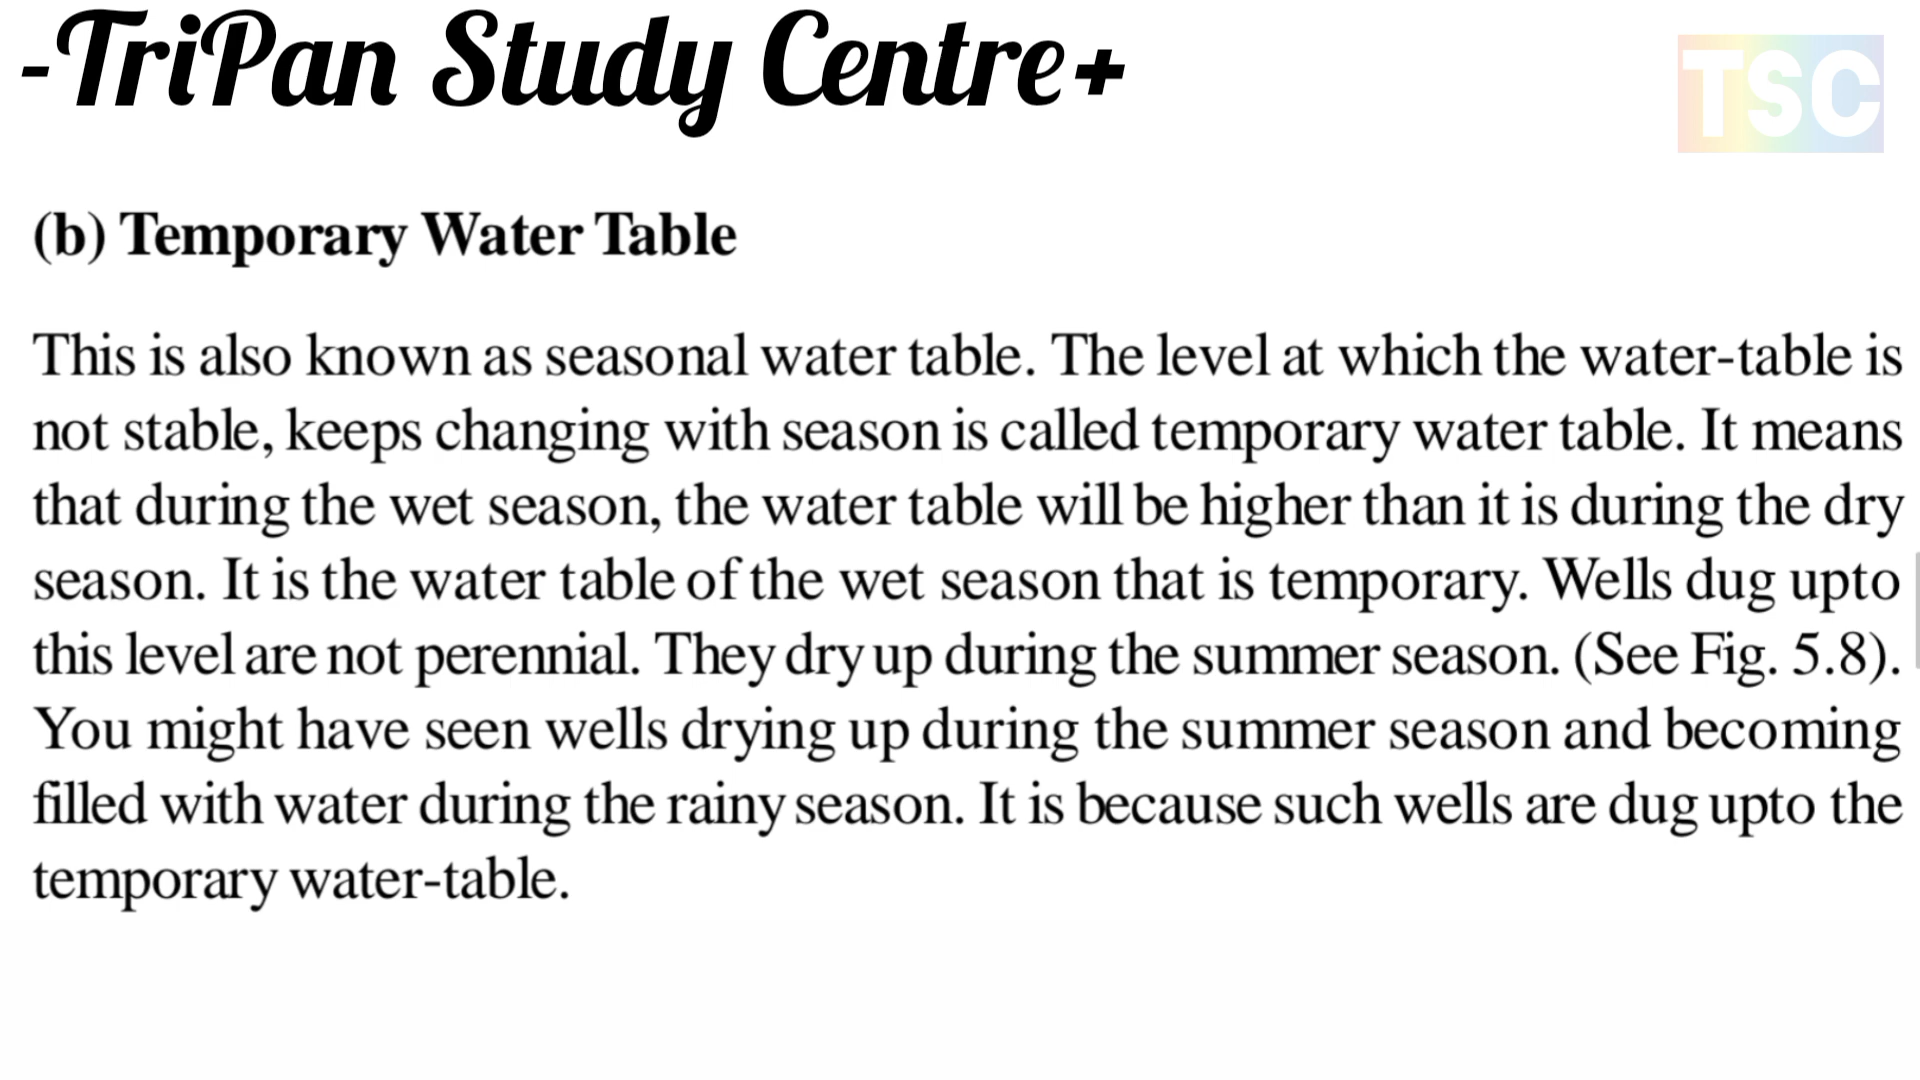 -TriPan Study Centre+
TSC
(b) Temporary Water Table
This is also known as seasonal water table. The level at which the water-table is
not stable, keeps changing with season is called temporary water table. It means
that during the wet season, the water table will be higher than it is during the dry
season. It is the water table of the wet season that is temporary. Wells dug upto
this level are not perennial. They dry up during the summer season. (See Fig. 5.8).
You might have seen wells drying up during the summer season and becoming
filled with water during the rainy season. It is because such wells are dug upto the
temporary water-table.